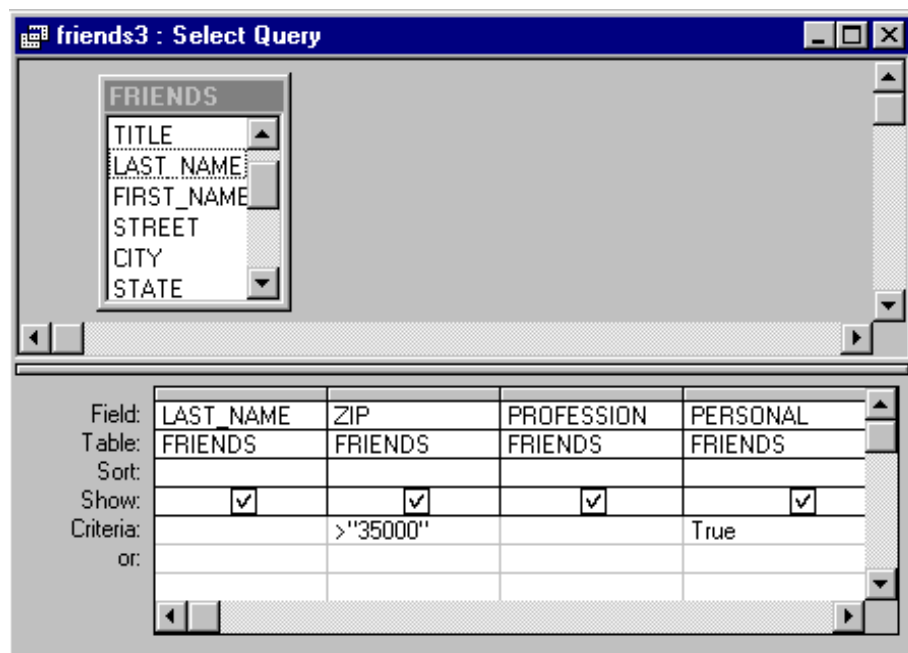 friends3 : Select Query
FRIENDS
TITLE
LAST_NAME
FIRST_NAME
STREET
CITY
STATE
Field: LAST_NAME ZIP PROFESSION PERSONAL
Table: FRIENDS FRIENDS FRIENDS FRIENDS
Sort:
Show:
Criteria: >"35000" True
or: